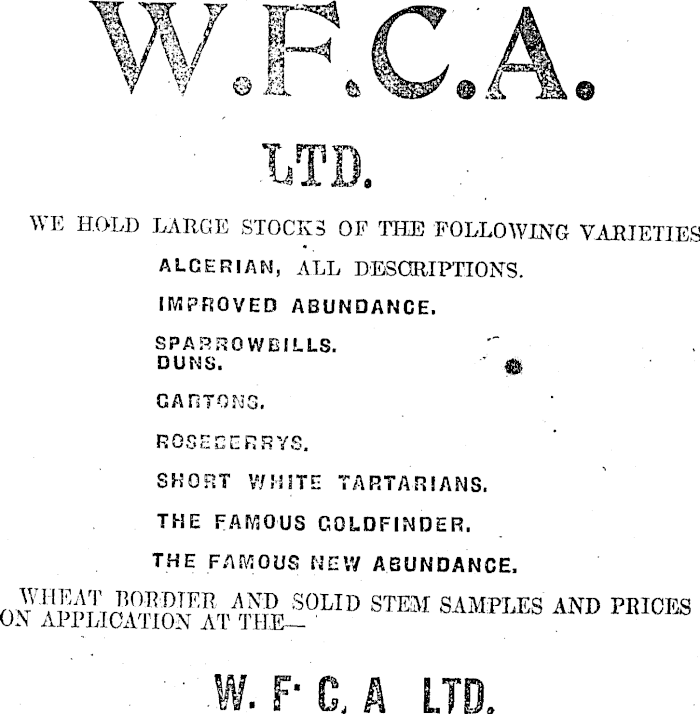 W.F.C.A.
LTD.
WE HOLD LARGE STOCKS OF THE FOLLOWING VARIETIES
ALGERIAN, ALL DESCRIPTIONS.
IMPROVED ABUNDANCE.
SPARROWBILLS.
DUNS.
GARTONS.
ROSEBERRYS.
SHORT WHITE TARTARIANS.
THE FAMOUS GOLDFINDER.
THE FAMOUS NEW ABUNDANCE.
WHEAT BORDIER AND SOLID STEM SAMPLES AND PRICES
ON APPLICATION AT THE—
W. F. C. A LTD.